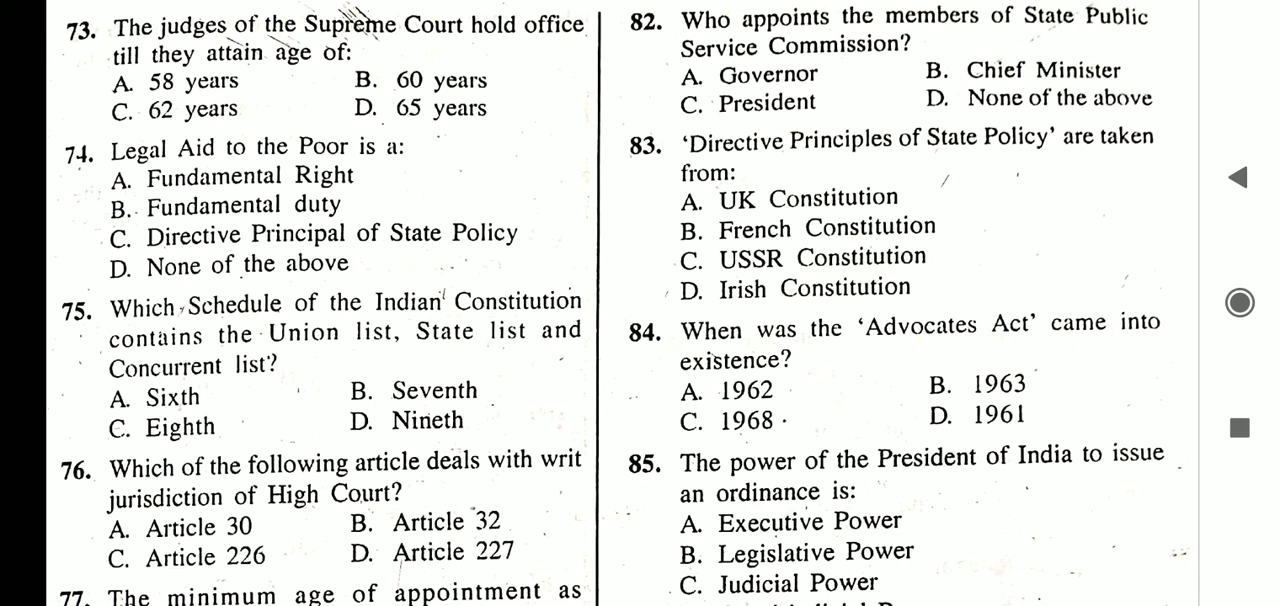 73. The judges of the Supreme Court hold office
till they attain age of:
A. 58 years B. 60 years
C. 62 years D. 65 years
74. Legal Aid to the Poor is a:
A. Fundamental Right
B. Fundamental duty
C. Directive Principal of State Policy
D. None of the above
75. Which Schedule of the Indian Constitution
contains the Union list, State list and
Concurrent list?
A. Sixth B. Seventh
C. Eighth D. Nineth
76. Which of the following article deals with writ
jurisdiction of High Court?
A. Article 30 B. Article 32
C. Article 226 D. Article 227
77. The minimum age of appointment as
82. Who appoints the members of State Public
Service Commission?
A. Governor B. Chief Minister
C. President D. None of the above
83. ‘Directive Principles of State Policy’ are taken
from:
A. UK Constitution
B. French Constitution
C. USSR Constitution
D. Irish Constitution
84. When was the ‘Advocates Act’ came into
existence?
A. 1962 B. 1963
C. 1968 D. 1961
85. The power of the President of India to issue
an ordinance is:
A. Executive Power
B. Legislative Power
C. Judicial Power